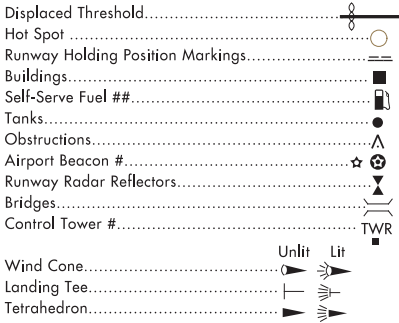 Displaced Threshold
Hot Spot
Runway Holding Position Markings
Buildings
Self-Serve Fuel ##
Tanks
Obstructions
Airport Beacon #
Runway Radar Reflectors
Bridges
Control Tower # TWR
Unlit Lit
Wind Cone
Landing Tee
Tetrahedron